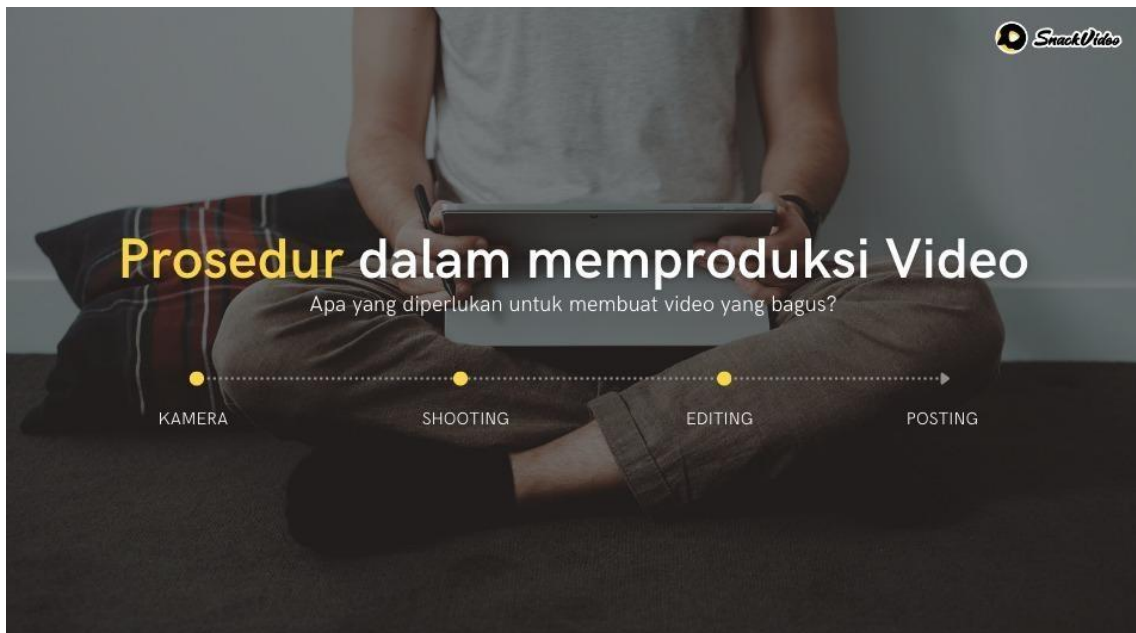 SnackVideo
Prosedur dalam memproduksi Video
Apa yang diperlukan untuk membuat video yang bagus?
KAMERA SHOOTING EDITING POSTING